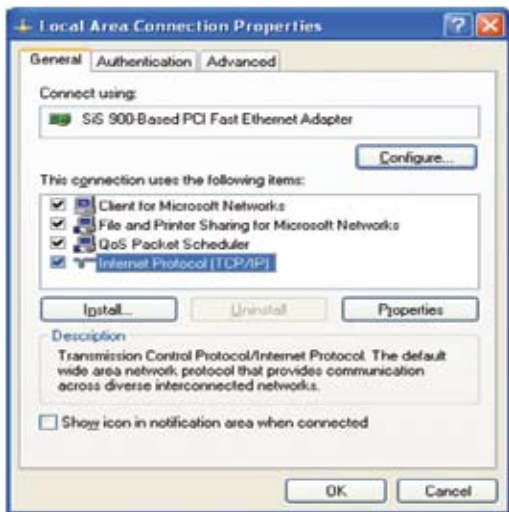 Local Area Connection Properties
General Authentication Advanced
Connect using:
SiS 900-Based PCI Fast Ethernet Adapter
Configure...
This connection uses the following items:
Client for Microsoft Networks
File and Printer Sharing for Microsoft Networks
QoS Packet Scheduler
Internet Protocol (TCP/IP)
Install... Uninstall Properties
Description
Transmission Control Protocol/Internet Protocol. The default
wide area network protocol that provides communication
across diverse interconnected networks.
Show icon in notification area when connected
OK Cancel